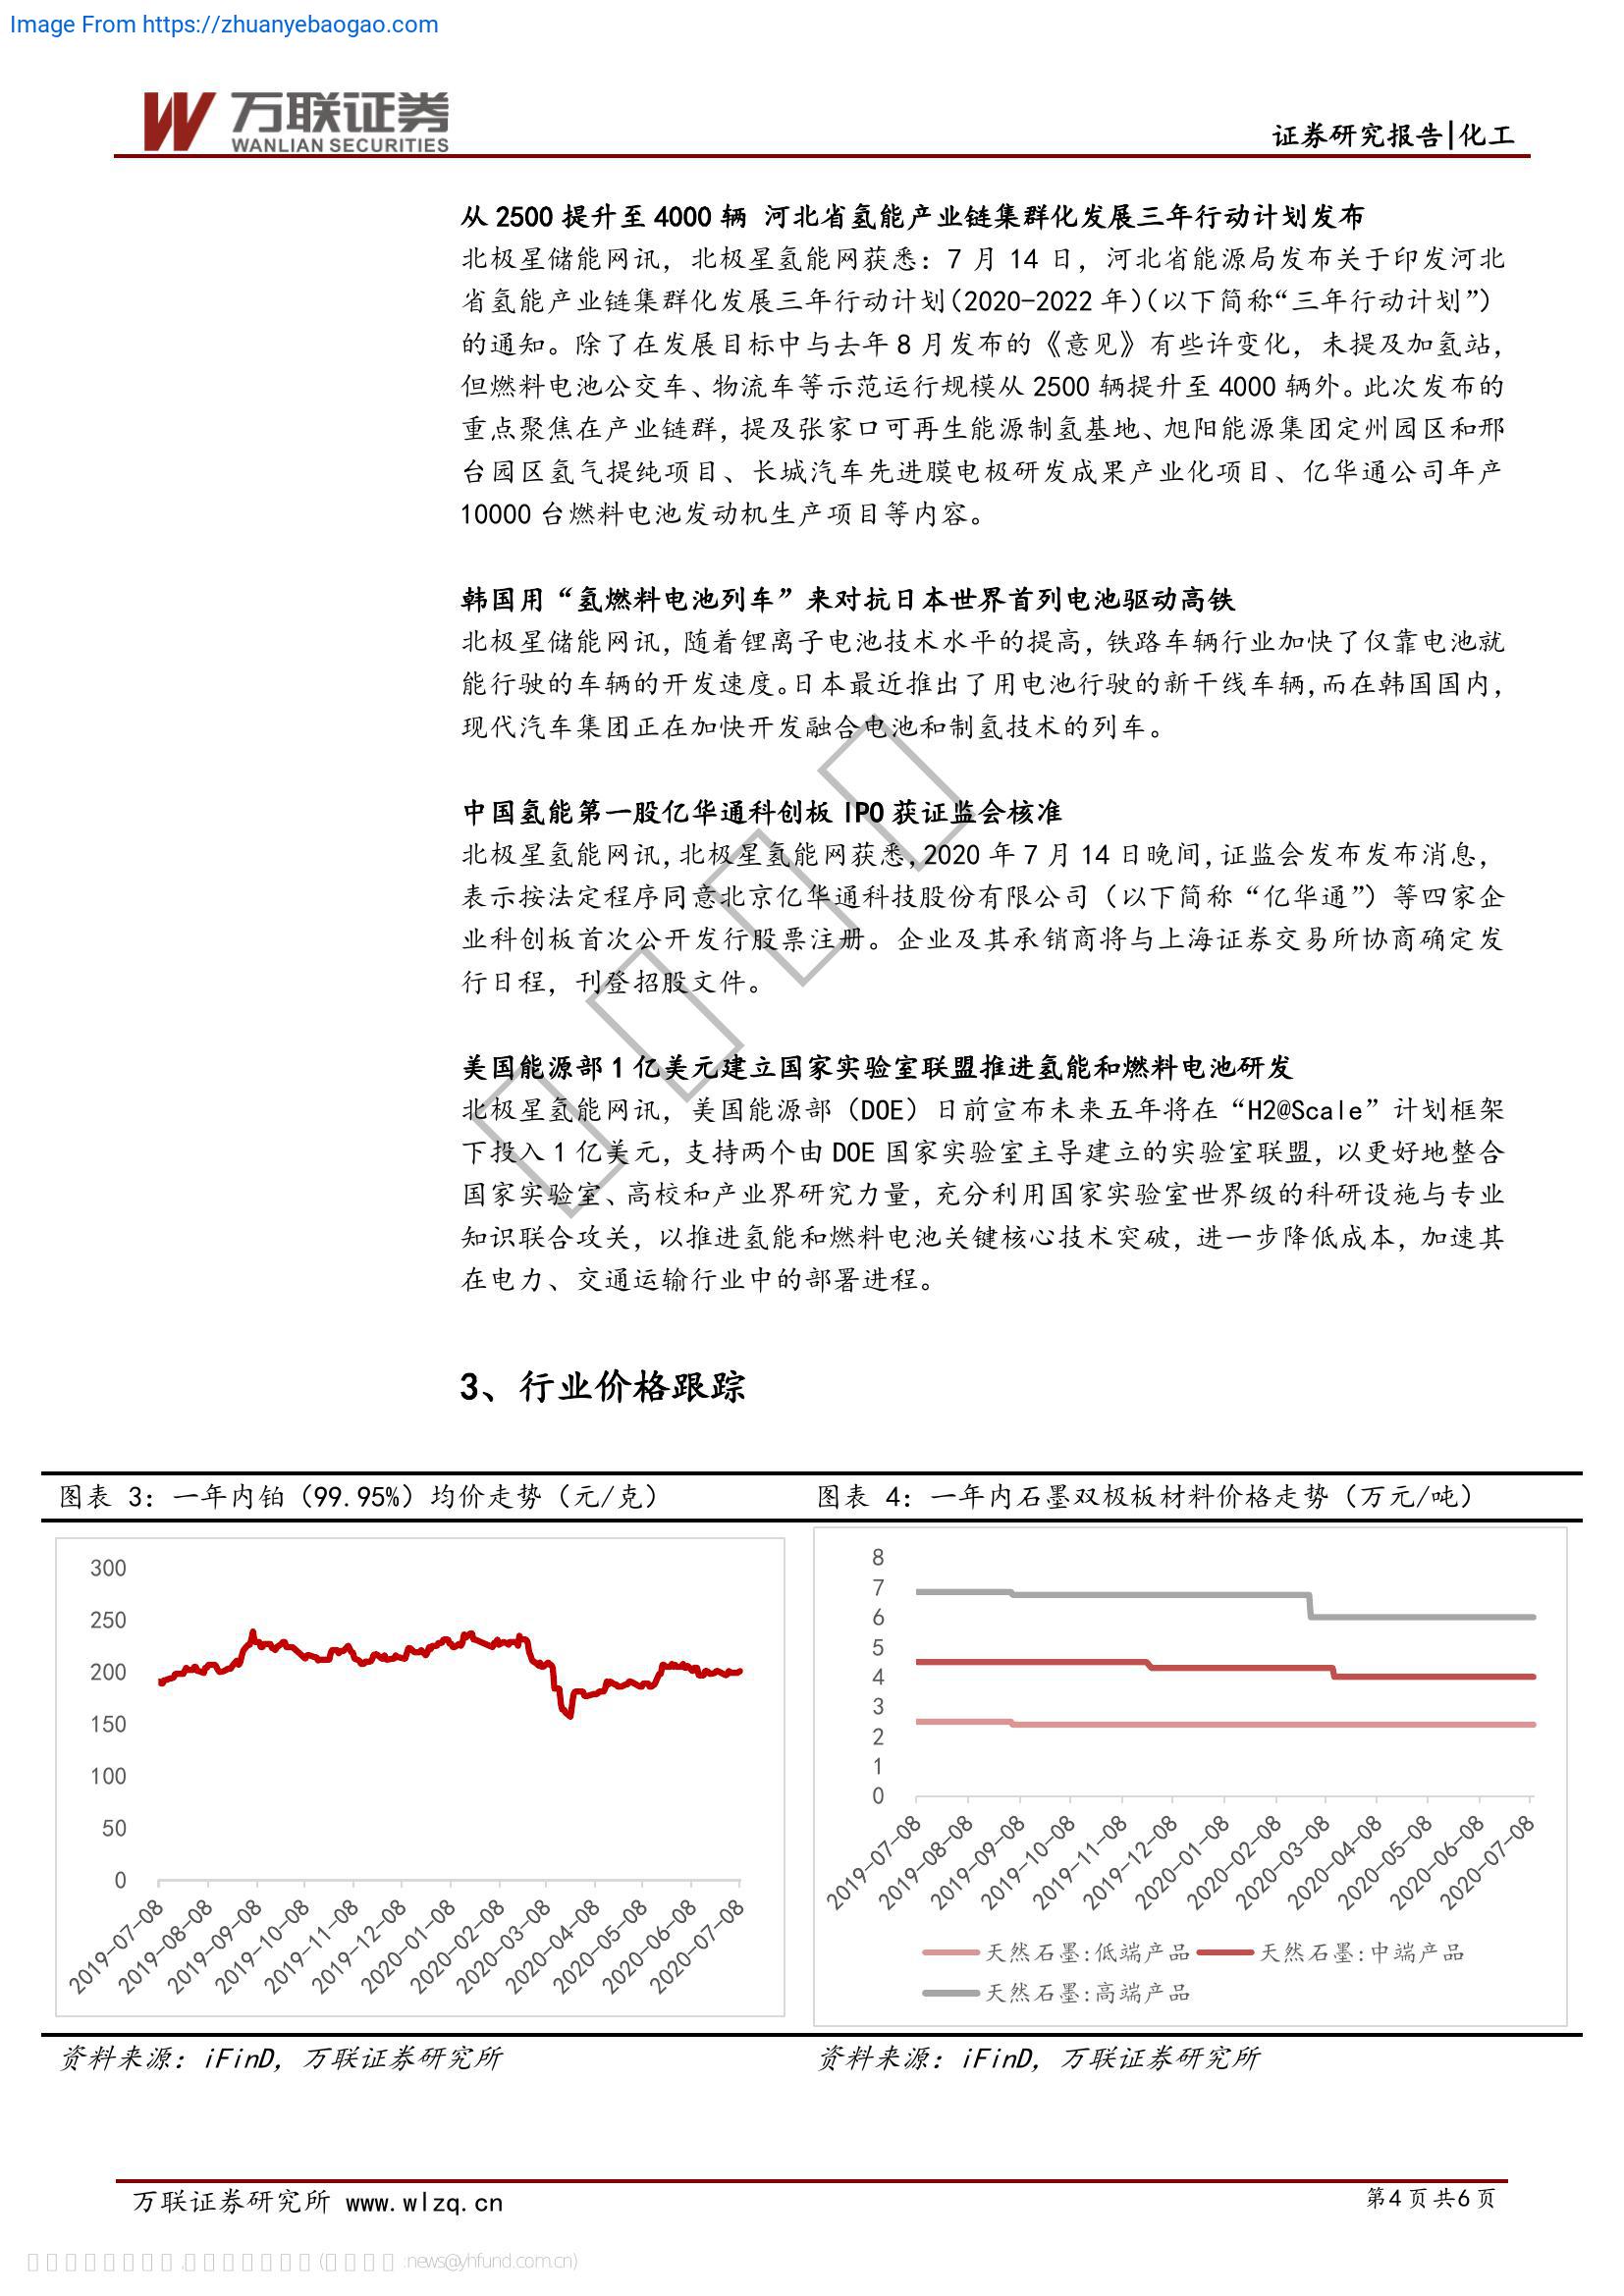 Image From https://zhuanyebaogao.com
万联证券
WANLIAN SECURITIES
证券研究报告|化工
从 2500 提升至 4000 辆 河北省氢能产业链集群化发展三年行动计划发布
北极星储能网讯，北极星氢能网获悉：7 月 14 日，河北省能源局发布关于印发河北
省氢能产业链集群化发展三年行动计划(2020-2022 年)(以下简称“三年行动计划”)
的通知。除了在发展目标中与去年 8 月发布的《意见》有些许变化，未提及加氢站，
但燃料电池公交车、物流车等示范运行规模从 2500 辆提升至 4000 辆外。此次发布的
重点聚焦在产业链群，提及张家口可再生能源制氢基地、旭阳能源集团定州园区和邢
台园区氢气提纯项目、长城汽车先进膜电极研发成果产业化项目、亿华通公司年产
10000 台燃料电池发动机生产项目等内容。
韩国用“氢燃料电池列车”来对抗日本世界首列电池驱动高铁
北极星储能网讯，随着锂离子电池技术水平的提高，铁路车辆行业加快了仅靠电池就
能行驶的车辆的开发速度。日本最近推出了用电池行驶的新干线车辆，而在韩国国内，
现代汽车集团正在加快开发融合电池和制氢技术的列车。
中国氢能第一股亿华通科创板 IPO 获证监会核准
北极星氢能网讯，北极星氢能网获悉，2020 年 7 月 14 日晚间，证监会发布发布消息，
表示按法定程序同意北京亿华通科技股份有限公司（以下简称“亿华通”）等四家企
业科创板首次公开发行股票注册。企业及其承销商将与上海证券交易所协商确定发
行日程，刊登招股文件。
美国能源部 1 亿美元建立国家实验室联盟推进氢能和燃料电池研发
北极星氢能网讯，美国能源部（DOE）日前宣布未来五年将在“H2@Scale”计划框架
下投入 1 亿美元，支持两个由 DOE 国家实验室主导建立的实验室联盟，以更好地整合
国家实验室、高校和产业界研究力量，充分利用国家实验室世界级的科研设施与专业
知识联合攻关，以推进氢能和燃料电池关键核心技术突破，进一步降低成本，加速其
在电力、交通运输行业中的部署进程。
3、行业价格跟踪
图表 3：一年内铂（99.95%）均价走势（元/克）
300
250
200
150
100
50
0
2019-07-08
2019-08-08
2019-09-08
2019-10-08
2019-11-08
2019-12-08
2020-01-08
2020-02-08
2020-03-08
2020-04-08
2020-05-08
2020-06-08
2020-07-08
资料来源：iFinD，万联证券研究所
图表 4：一年内石墨双极板材料价格走势（万元/吨）
8
7
6
5
4
3
2
1
0
2019-07-08
2019-08-08
2019-09-08
2019-10-08
2019-11-08
2019-12-08
2020-01-08
2020-02-08
2020-03-08
2020-04-08
2020-05-08
2020-06-08
2020-07-08
天然石墨:低端产品 天然石墨:中端产品
天然石墨:高端产品
资料来源：iFinD，万联证券研究所
万联证券研究所 www.wlzq.cn
第 4 页 共 6 页
news@yhfund.com.cn)